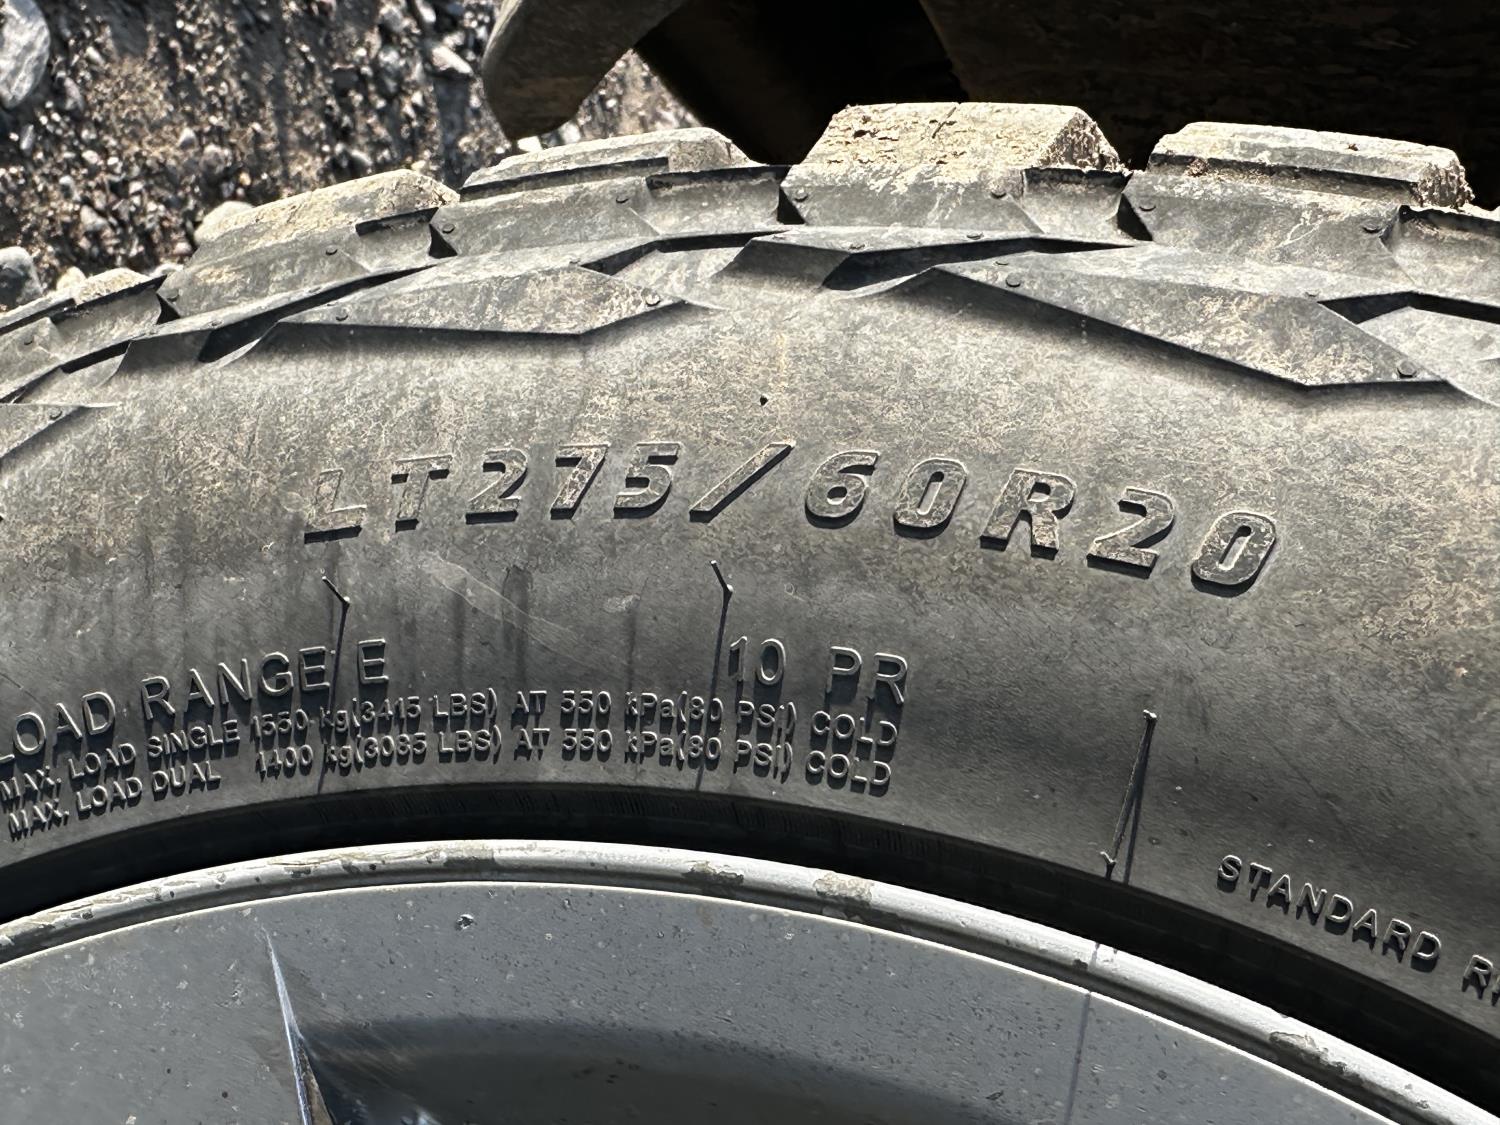 LT275/60R20
LOAD RANGE E 10 PR
MAX. LOAD SINGLE 1550 kg(3415 LBS) AT 550 kPa(80 PSI) COLD
MAX. LOAD DUAL 1400 kg(3085 LBS) AT 550 kPa(80 PSI) COLD
STANDARD